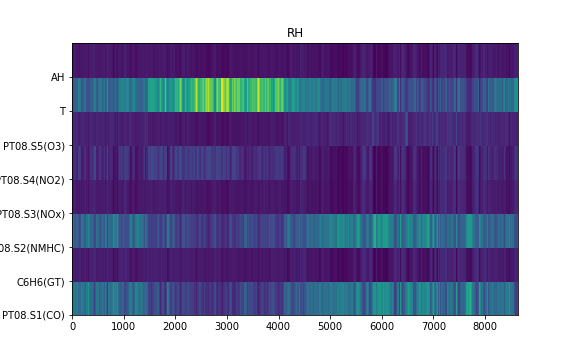 RH
AH
T
PT08.S5(O3)
PT08.S4(NO2)
PT08.S3(NOx)
08.S2(NMHC)
C6H6(GT)
PT08.S1(CO)
0 1000 2000 3000 4000 5000 6000 7000 8000